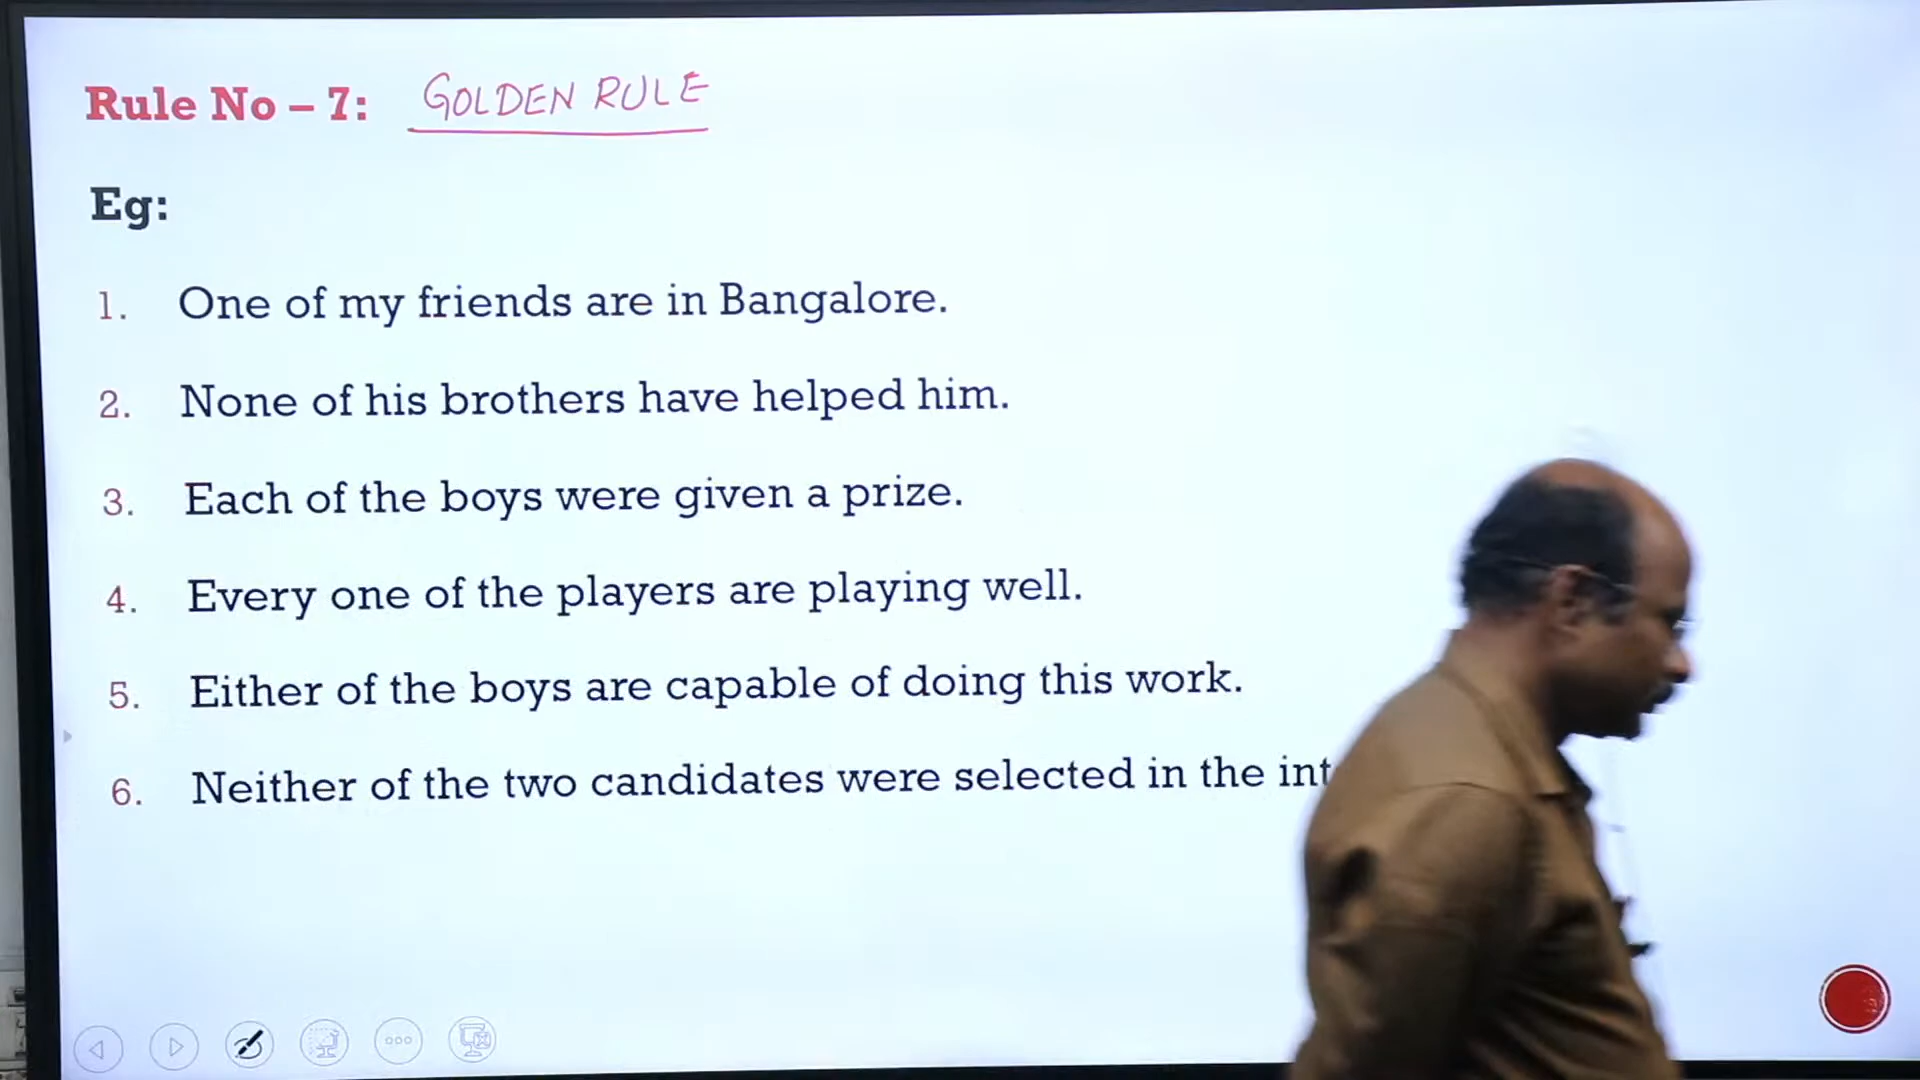 Rule No – 7: GOLDEN RULE
Eg:
1. One of my friends are in Bangalore.
2. None of his brothers have helped him.
3. Each of the boys were given a prize.
4. Every one of the players are playing well.
5. Either of the boys are capable of doing this work.
6. Neither of the two candidates were selected in the